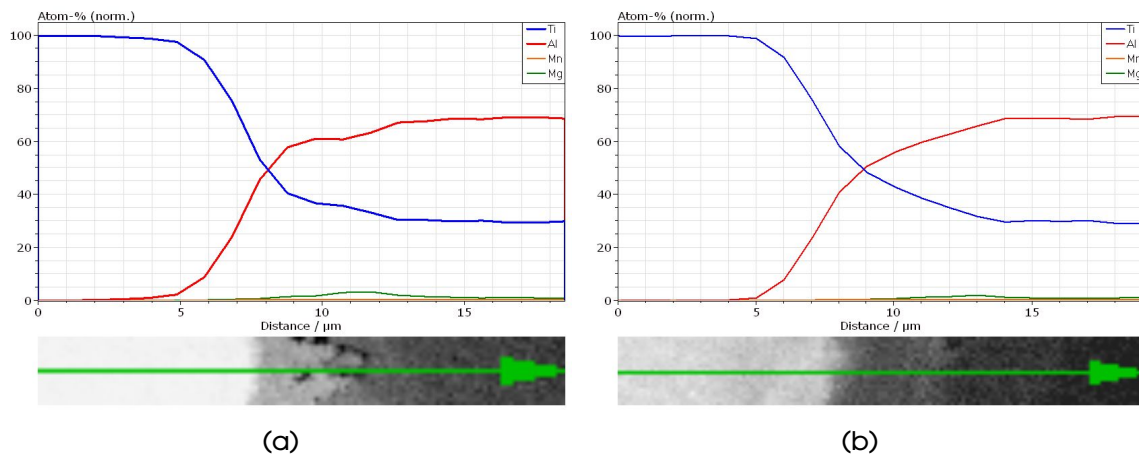 Atom-% (norm.)
Ti
Al
Mn
Mg
100
80
60
40
20
0
0 5 10 15
Distance / μm
(a)
Atom-% (norm.)
Ti
Al
Mn
Mg
100
80
60
40
20
0
0 5 10 15
Distance / μm
(b)